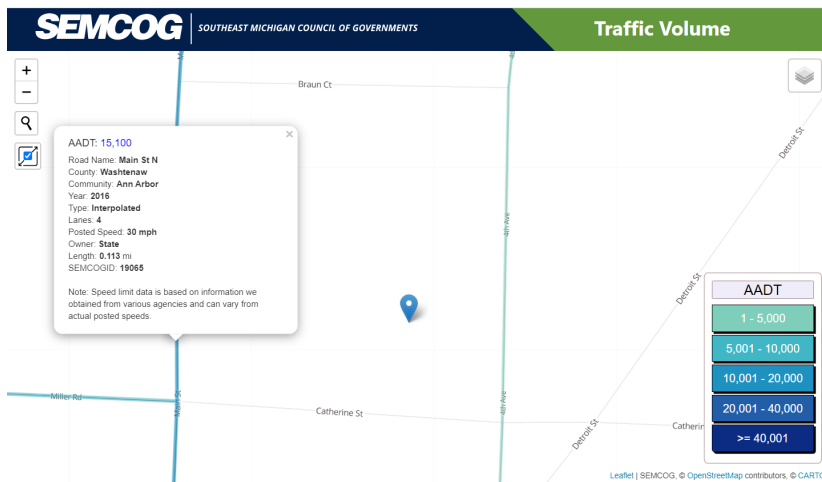 SEMCOG
SOUTHEAST MICHIGAN COUNCIL OF GOVERNMENTS
Traffic Volume
+
−
Braun Ct
Detroit St
×
AADT: 15,100
Road Name: Main St N
County: Washtenaw
Community: Ann Arbor
Year: 2016
Type: Interpolated
Lanes: 4
Posted Speed: 30 mph
Owner: State
Length: 0.113 mi
SEMCOGID: 19065
Note: Speed limit data is based on information we
obtained from various agencies and can vary from
actual posted speeds.
4th Ave
Detroit St
AADT
1 - 5,000
5,001 - 10,000
10,001 - 20,000
20,001 - 40,000
>= 40,001
Miller Rd
Main St
Catherine St
4th Ave
Detroit St
Catherin
Leaflet | SEMCOG, © OpenStreetMap contributors, © CARTO